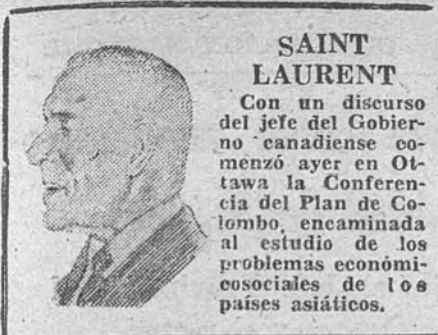 SAINT
LAURENT
Con un discurso
del jefe del Gobier-
no canadiense co-
menzó ayer en Ot-
tawa la Conferen-
cia del Plan de Co-
lombo, encaminada
al estudio de los
problemas económi-
cosociales de los
países asiáticos.